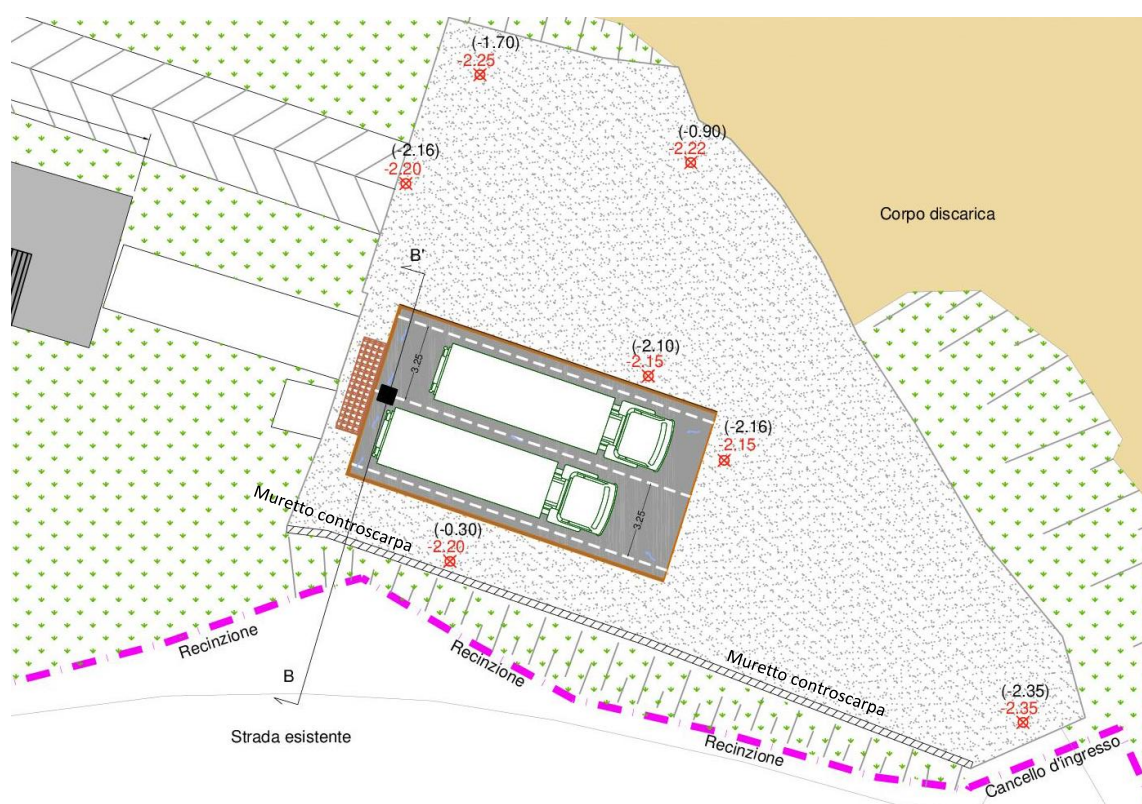 (-1.70)
-2.25
(-0.90)
-2.22
(-2.16)
-2.20
Corpo discarica
B'
3.25
(-2.10)
-2.15
(-2.16)
-2.15
Muretto controscarpa
3.25
(-0.30)
-2.20
Recinzione
Recinzione
Muretto controscarpa
B
(-2.35)
-2.35
Strada esistente
Recinzione
Cancello d'ingresso